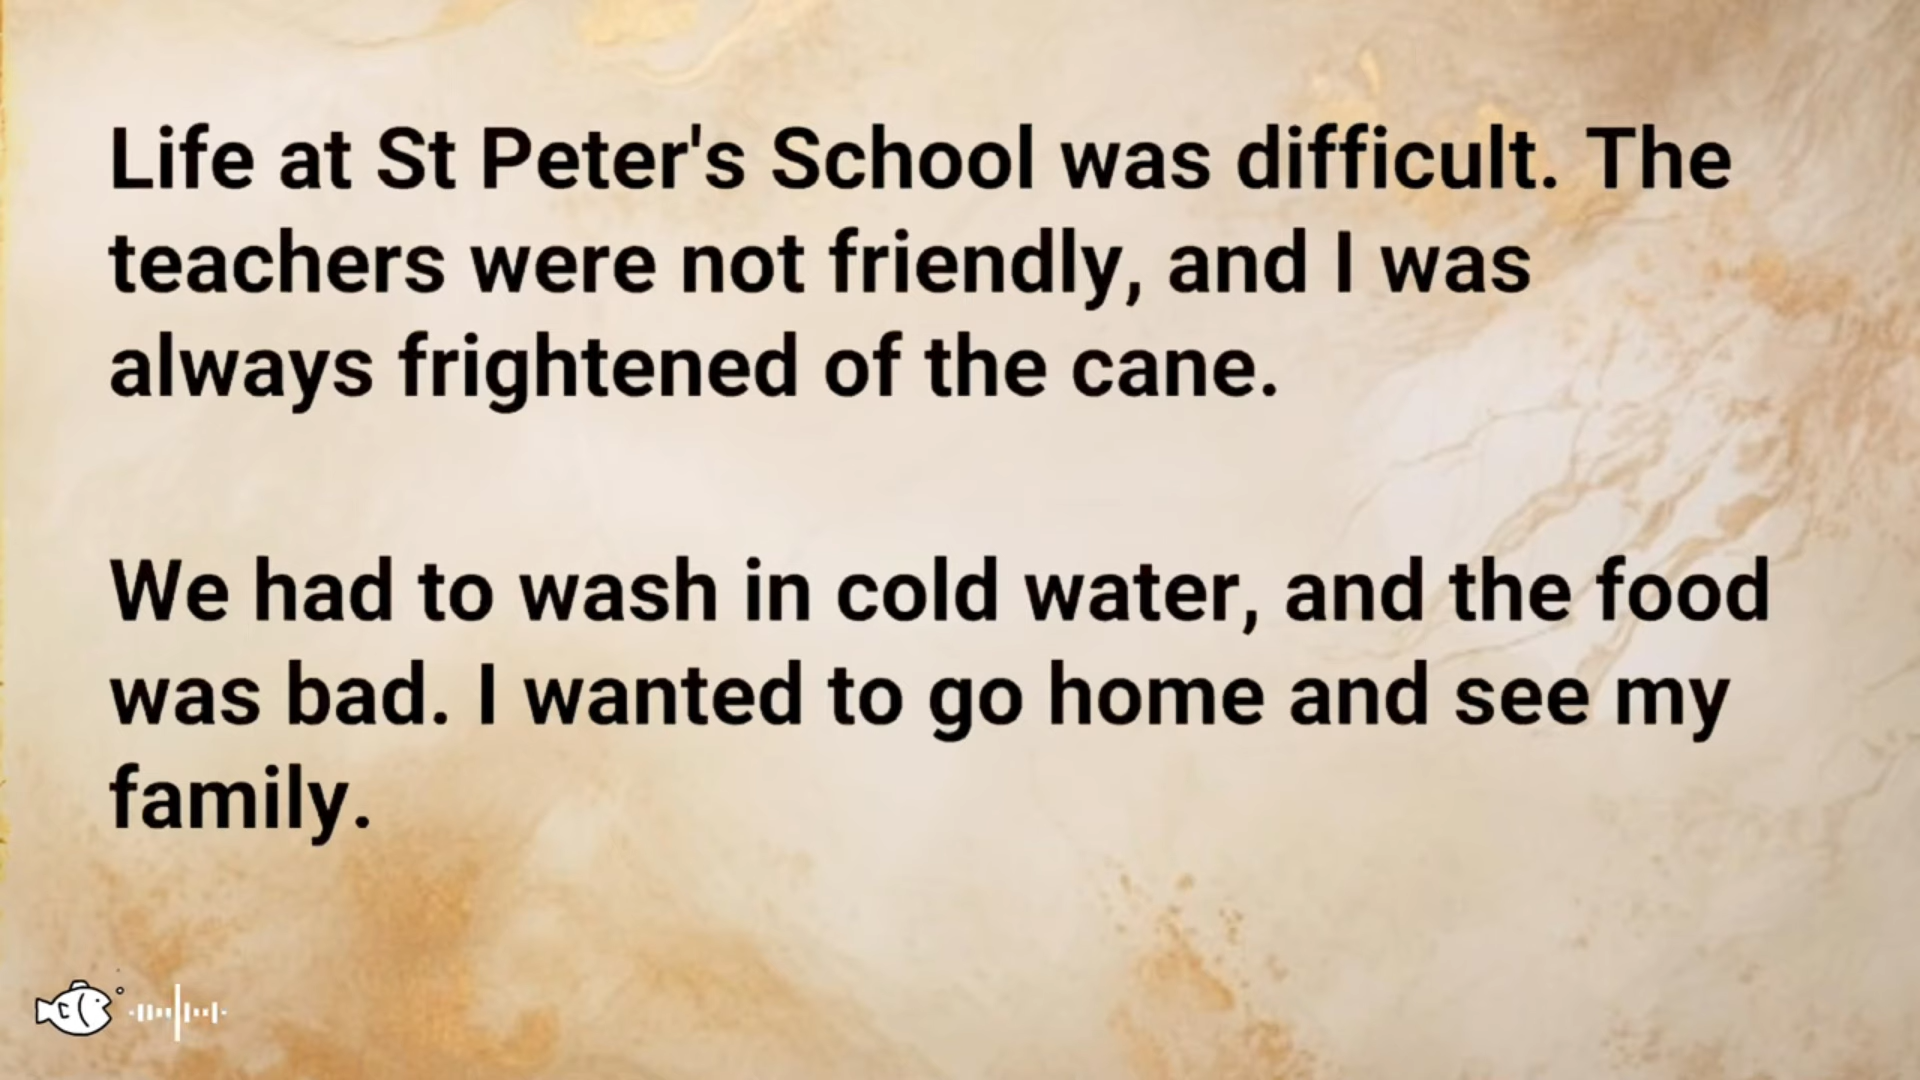 Life at St Peter's School was difficult. The
teachers were not friendly, and I was
always frightened of the cane.
We had to wash in cold water, and the food
was bad. I wanted to go home and see my
family.